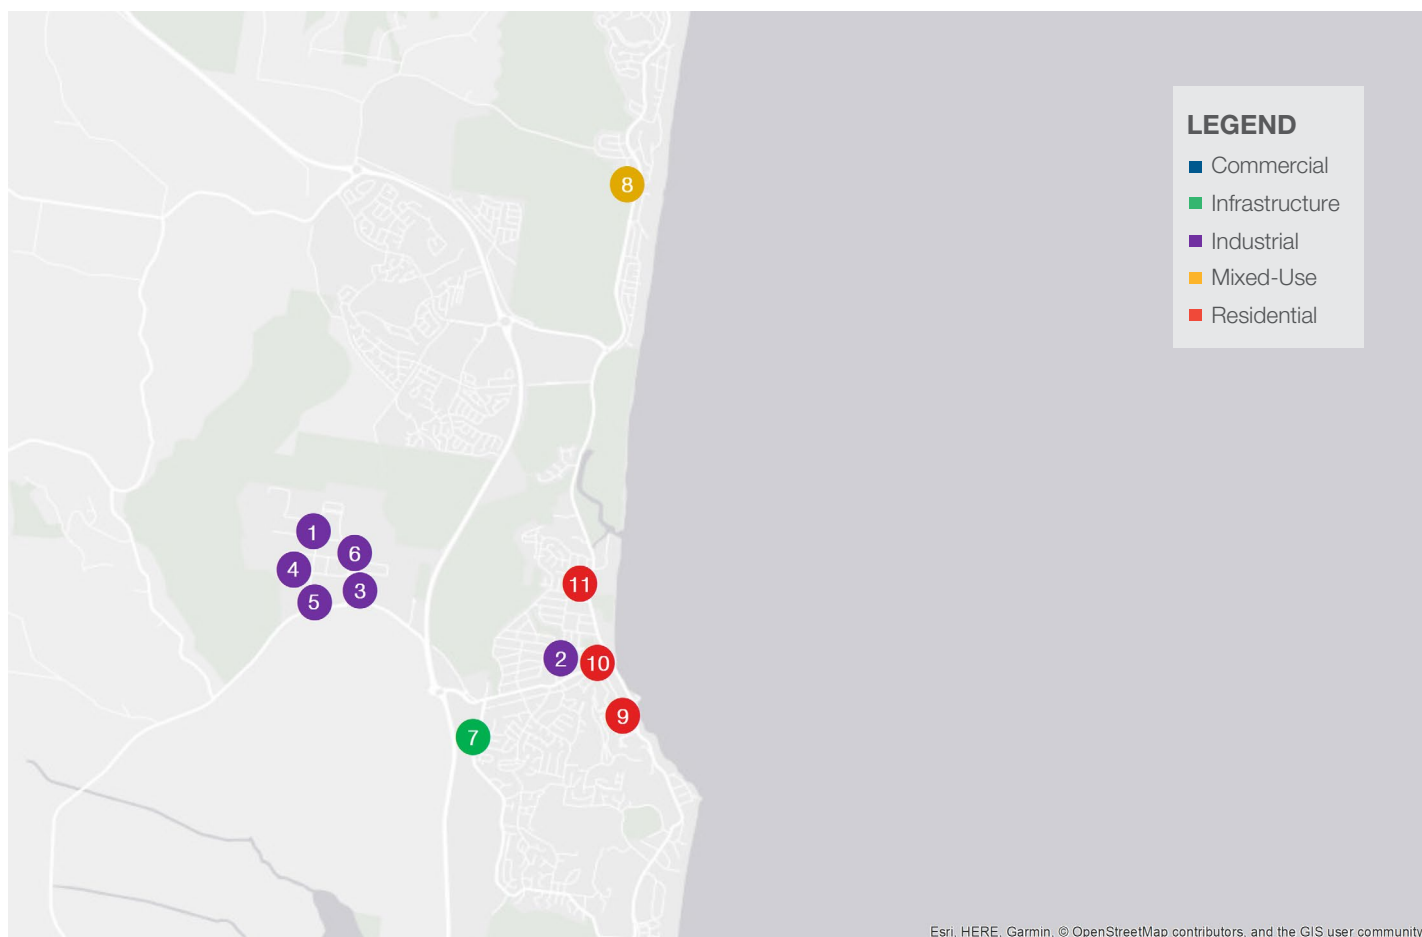 LEGEND
Commercial
Infrastructure
Industrial
Mixed-Use
Residential
8
1
6
4
3
5
11
2
10
9
7
Esri, HERE, Garmin, © OpenStreetMap contributors, and the GIS user community